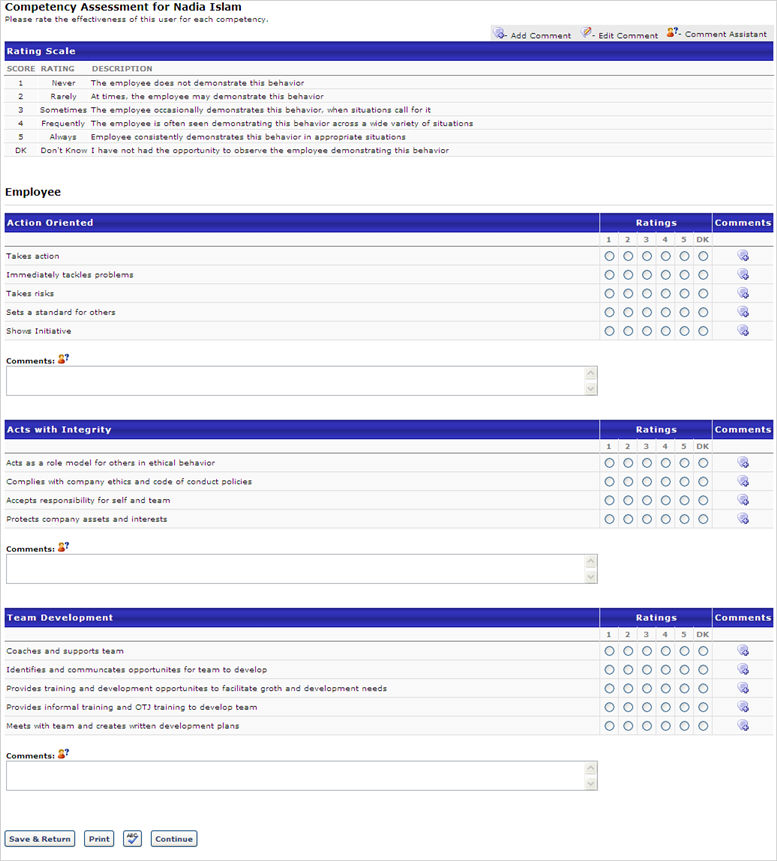 Competency Assessment for Nadia Islam
Please rate the effectiveness of this user for each competency.
- Add Comment - Edit Comment - Comment Assistant
Rating Scale
SCORE RATING DESCRIPTION
1 Never The employee does not demonstrate this behavior
2 Rarely At times, the employee may demonstrate this behavior
3 Sometimes The employee occasionally demonstrates this behavior, when situations call for it
4 Frequently The employee is often seen demonstrating this behavior across a wide variety of situations
5 Always Employee consistently demonstrates this behavior in appropriate situations
DK Don't Know I have not had the opportunity to observe the employee demonstrating this behavior
Employee
Action Oriented Ratings Comments
1 2 3 4 5 DK
Takes action
Immediately tackles problems
Takes risks
Sets a standard for others
Shows Initiative
Comments: ?
Acts with Integrity Ratings Comments
1 2 3 4 5 DK
Acts as a role model for others in ethical behavior
Complies with company ethics and code of conduct policies
Accepts responsibility for self and team
Protects company assets and interests
Comments: ?
Team Development Ratings Comments
1 2 3 4 5 DK
Coaches and supports team
Identifies and communcates opportunites for team to develop
Provides training and development opportunites to facilitate groth and development needs
Provides informal training and OTJ training to develop team
Meets with team and creates written development plans
Comments: ?
Save & Return Print ABC Continue